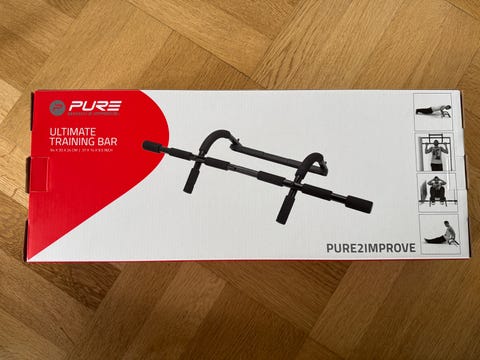 PURE
ULTIMATE
TRAINING BAR
PURE2IMPROVE